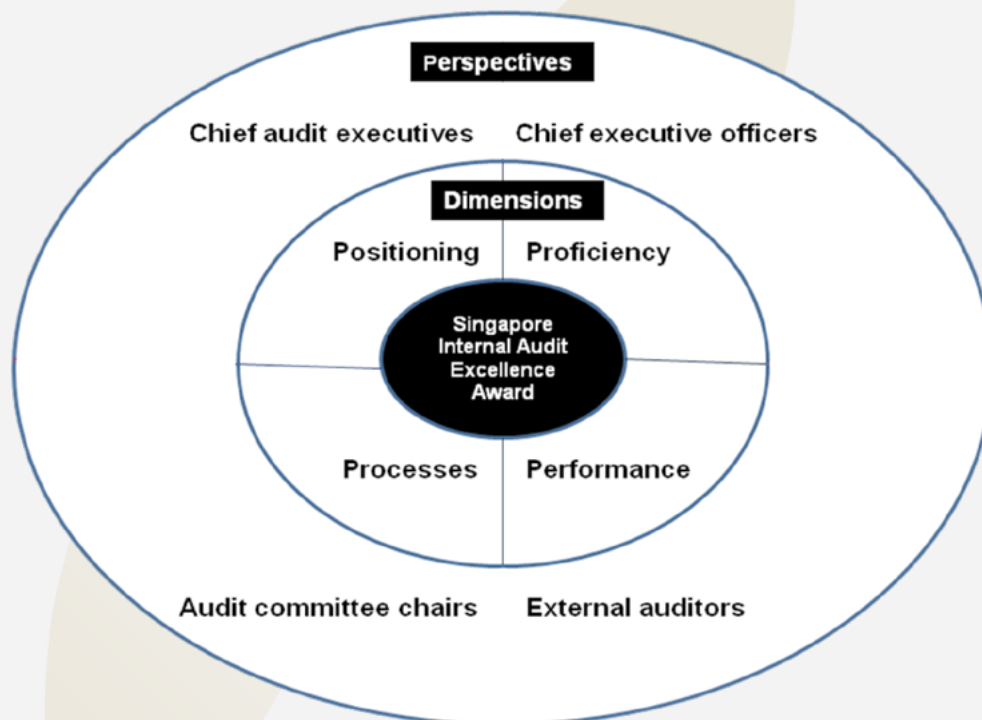 Perspectives
Chief audit executives
Chief executive officers
Dimensions
Positioning
Proficiency
Singapore
Internal Audit
Excellence
Award
Processes
Performance
Audit committee chairs
External auditors